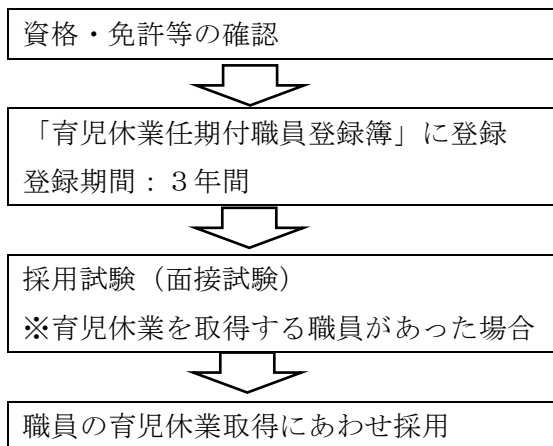 資格・免許等の確認
「育児休業任期付職員登録簿」に登録
登録期間：３年間
採用試験（面接試験）
※育児休業を取得する職員があった場合
職員の育児休業取得にあわせ採用